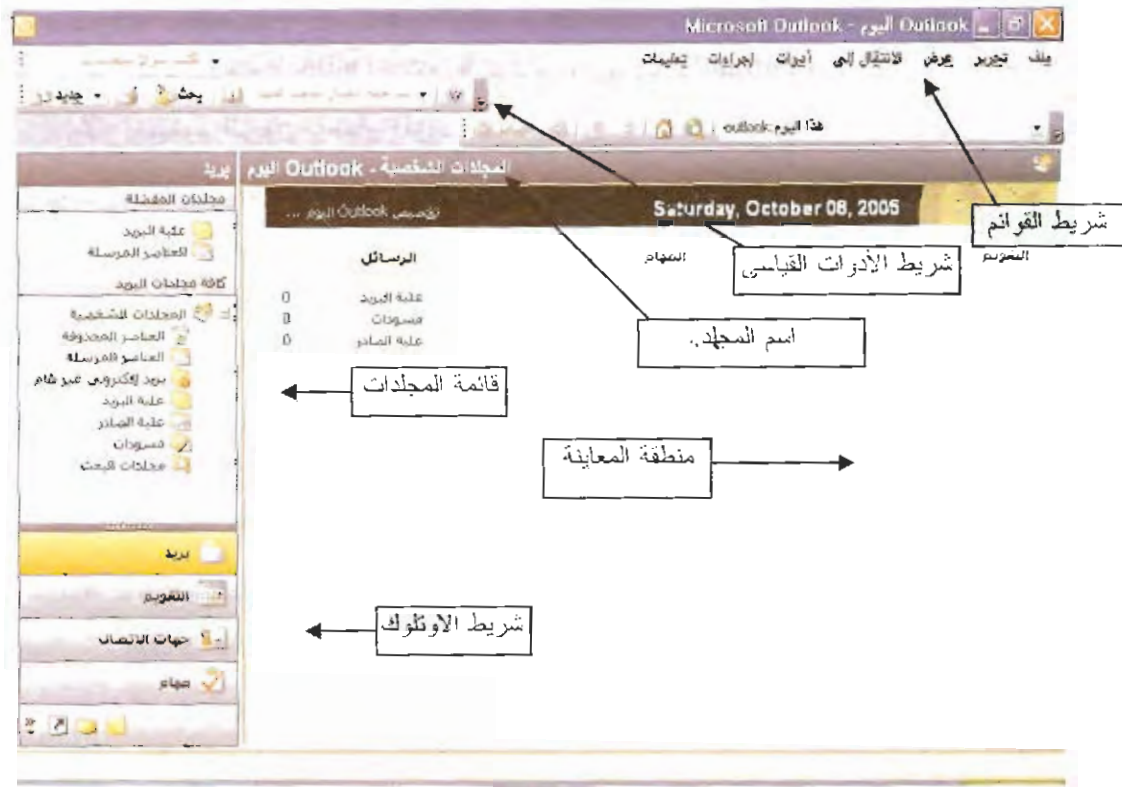 Microsoft Outlook - اليوم Outlook
ملف تحرير عرض الانتقال إلى أدوات إجراءات تعليمات
بحث
جديد
outlook:هذا اليوم
المجلدات الشخصية - Outlook اليوم
بريد
Saturday, October 08, 2005
تخصيص Outlook اليوم ...
مجلدات المفضلة
علبة البريد
العناصر المرسلة
كافة مجلدات البريد
المجلدات الشخصية
العناصر المحذوفة
العناصر المرسلة
بريد إلكتروني غير هام
علبة البريد
علبة الصادر
مسودات
مجلدات البحث
التقويم
المهام
الرسائل
علبة البريد 0
مسودات 0
علبة الصادر 0
شريط القوائم
شريط الأدوات القياسي
اسم المجلد..
قائمة المجلدات
منطقة المعاينة
شريط الاوتلوك
بريد
التقويم
جهات الاتصال
مهام